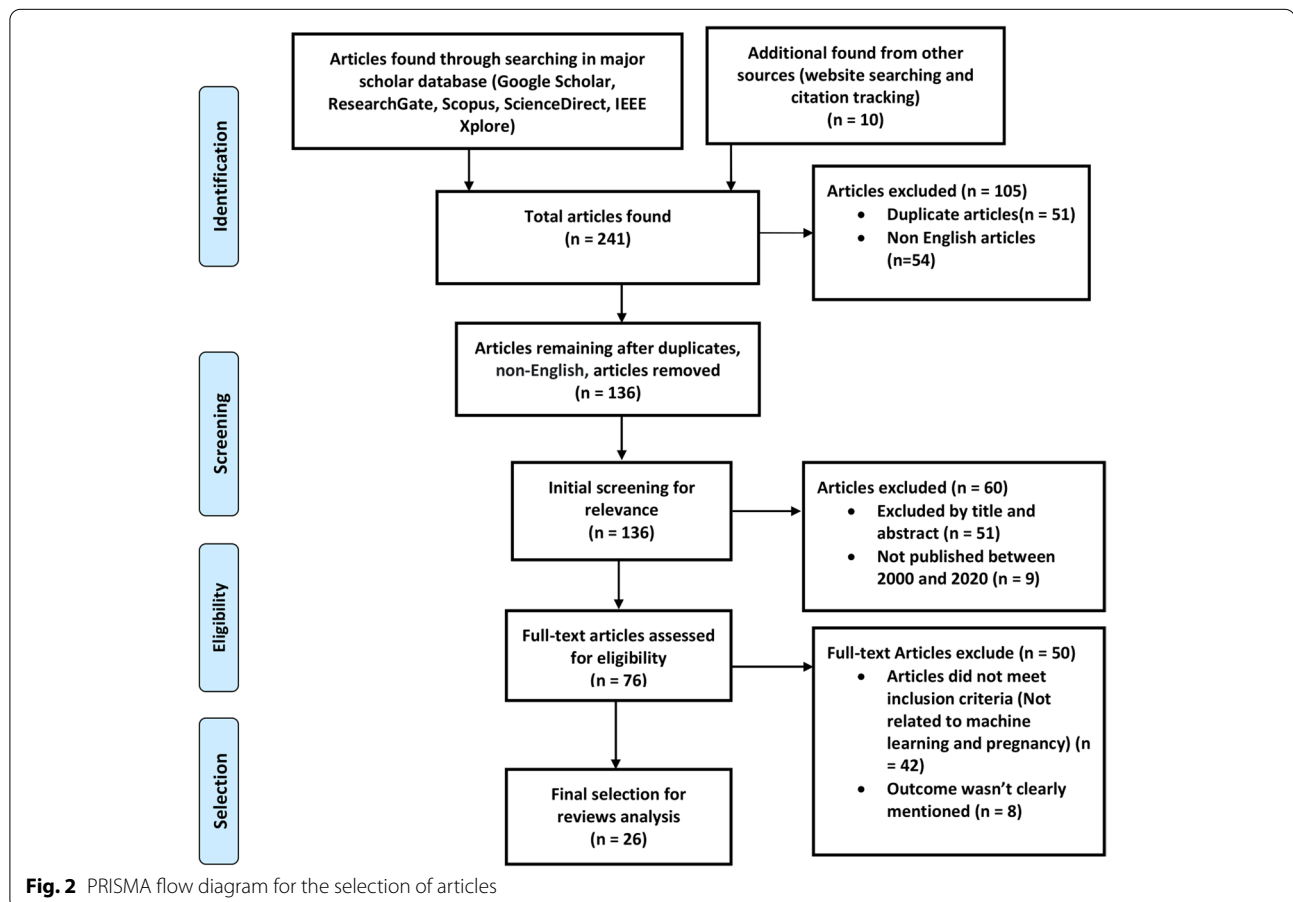 Articles found through searching in major
scholar database (Google Scholar,
ResearchGate, Scopus, ScienceDirect, IEEE
Xplore)
Additional found from other
sources (website searching and
citation tracking)
(n = 10)
Identification
Total articles found
(n = 241)
Articles excluded (n = 105)
• Duplicate articles(n = 51)
• Non English articles
(n=54)
Articles remaining after duplicates,
non-English, articles removed
(n = 136)
Screening
Initial screening for
relevance
(n = 136)
Articles excluded (n = 60)
• Excluded by title and
abstract (n = 51)
• Not published between
2000 and 2020 (n = 9)
Eligibility
Full-text articles assessed
for eligibility
(n = 76)
Full-text Articles exclude (n = 50)
• Articles did not meet
inclusion criteria (Not
related to machine
learning and pregnancy) (n
= 42)
• Outcome wasn't clearly
mentioned (n = 8)
Selection
Final selection for
reviews analysis
(n = 26)
Fig. 2 PRISMA flow diagram for the selection of articles